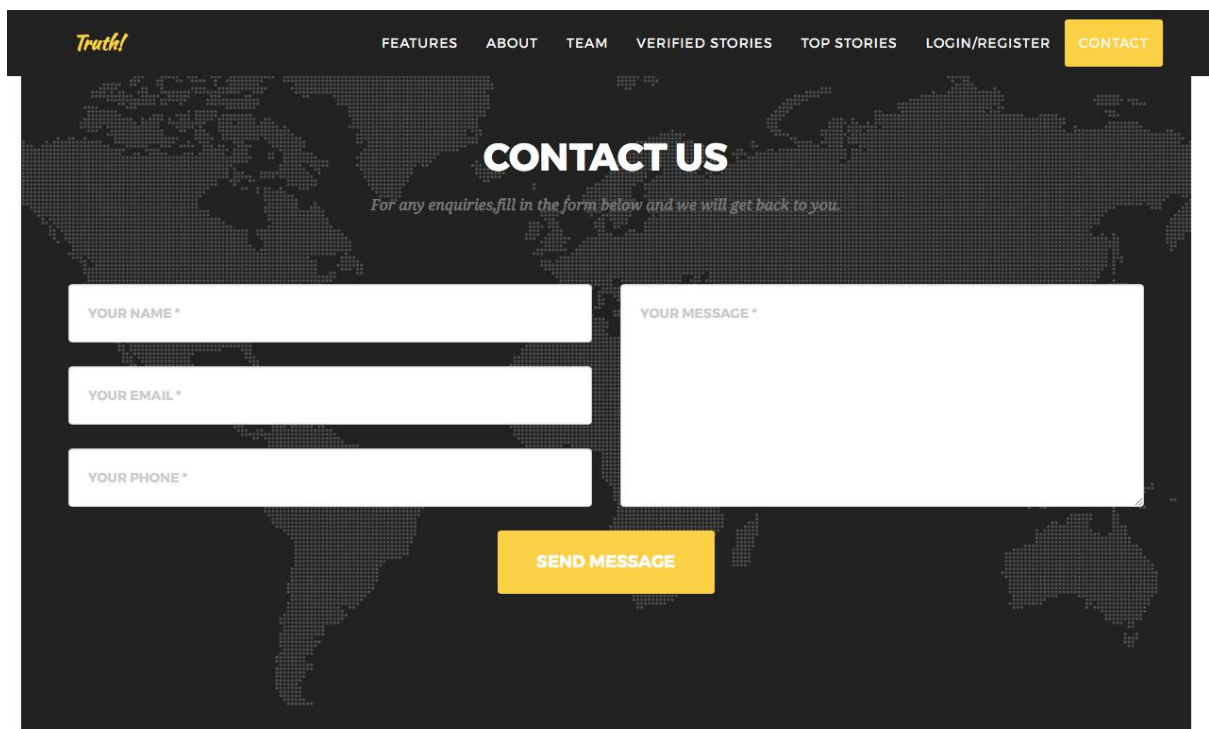 Truth!
FEATURES ABOUT TEAM VERIFIED STORIES TOP STORIES LOGIN/REGISTER CONTACT
CONTACT US
For any enquiries,fill in the form below and we will get back to you.
YOUR NAME *
YOUR EMAIL *
YOUR PHONE *
YOUR MESSAGE *
SEND MESSAGE